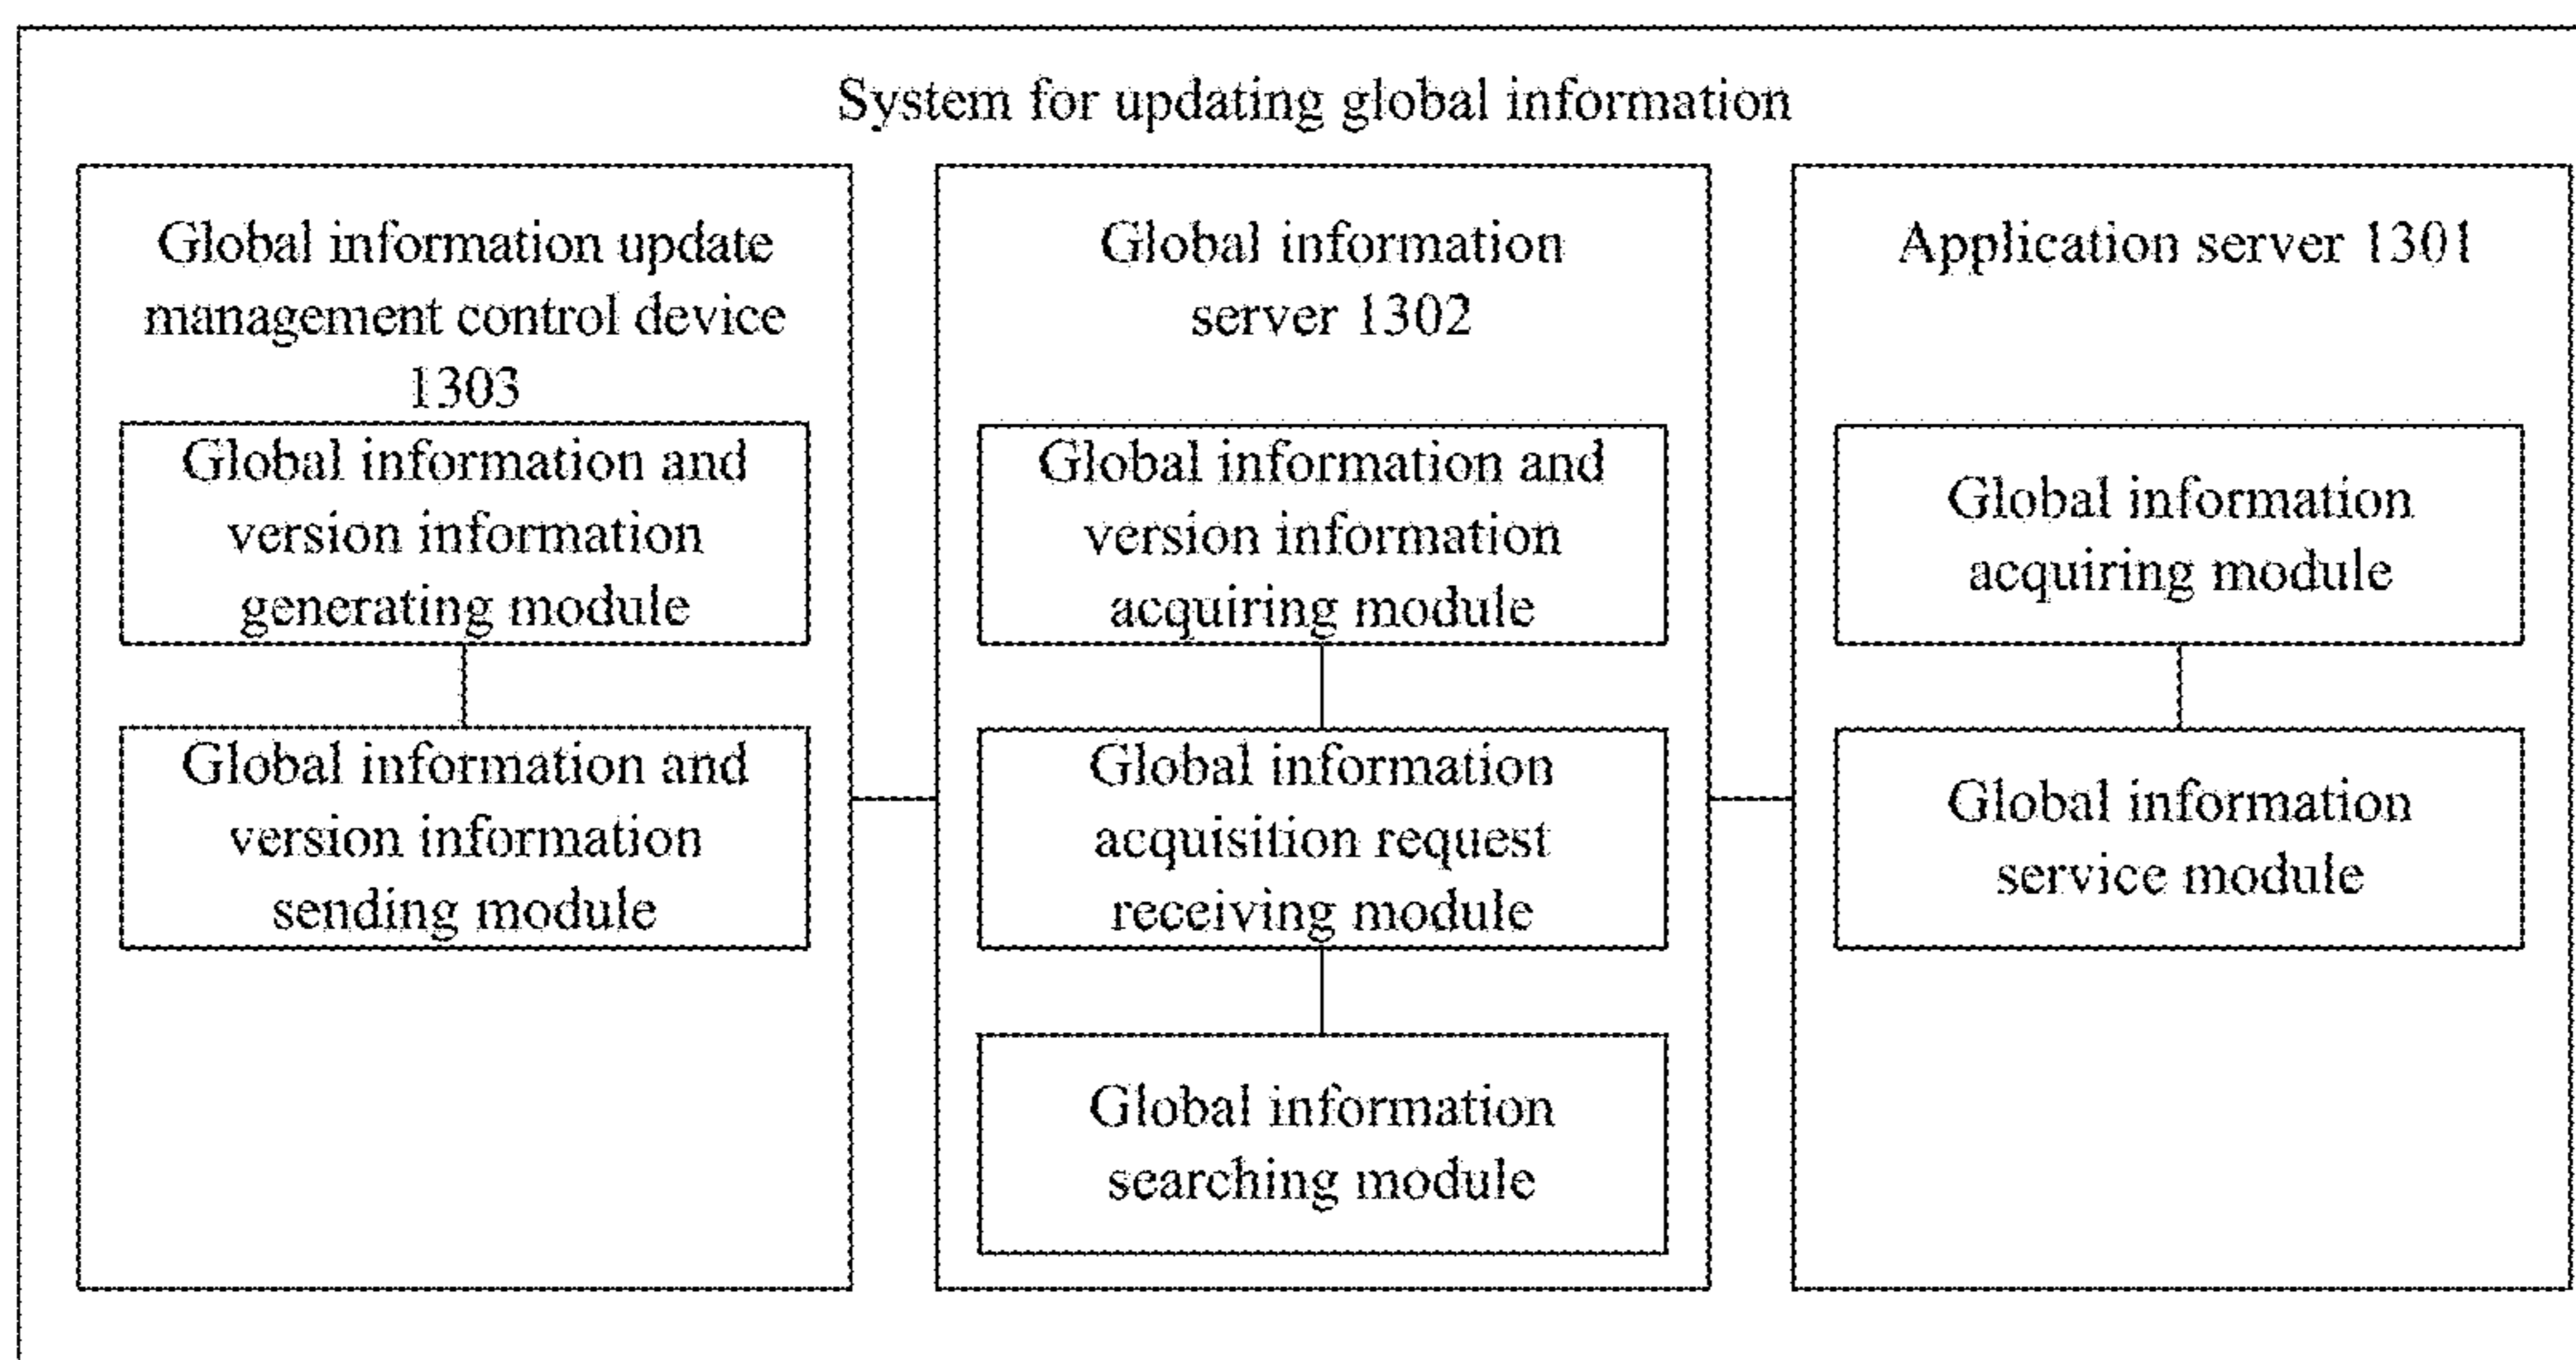 System for updating global information
Global information update
management control device
1303
Global information and
version information
generating module
Global information and
version information
sending module
Global information
server 1302
Global information and
version information
acquiring module
Global information
acquisition request
receiving module
Global information
searching module
Application server 1301
Global information
acquiring module
Global information
service module